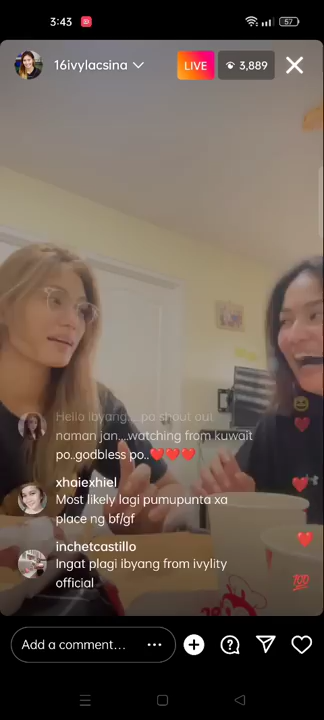 3:43
57
16ivylacsina
LIVE
3,889
Hello ibyang....pa shout out
naman jan....watching from kuwait
po..godbless po..❤️❤️❤️
xhaiexhiel
Most likely lagi pumupunta xa
place ng bf/gf
inchetcastillo
Ingat plagi ibyang from ivylity
official
💯
Add a comment...